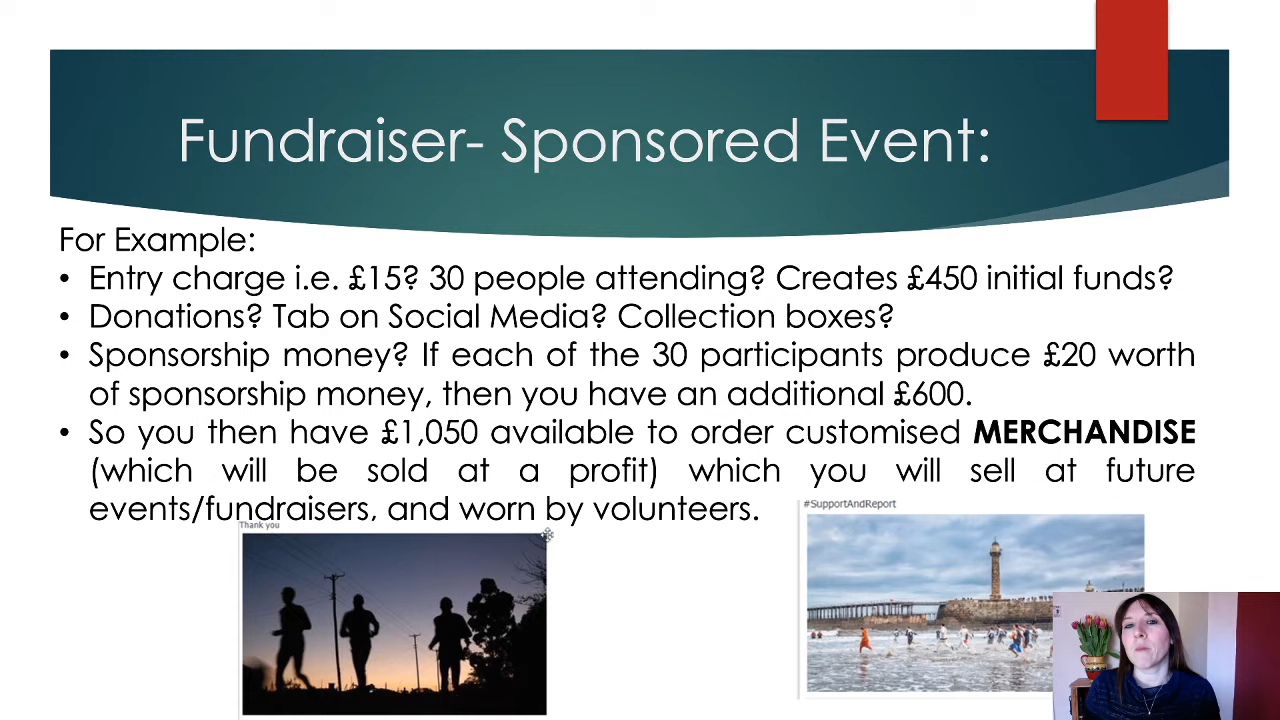 Fundraiser- Sponsored Event:
For Example:
• Entry charge i.e. £15? 30 people attending? Creates £450 initial funds?
• Donations? Tab on Social Media? Collection boxes?
• Sponsorship money? If each of the 30 participants produce £20 worth
of sponsorship money, then you have an additional £600.
• So you then have £1,050 available to order customised MERCHANDISE
(which will be sold at a profit) which you will sell at future
events/fundraisers, and worn by volunteers.
Thank you
#SupportAndReport